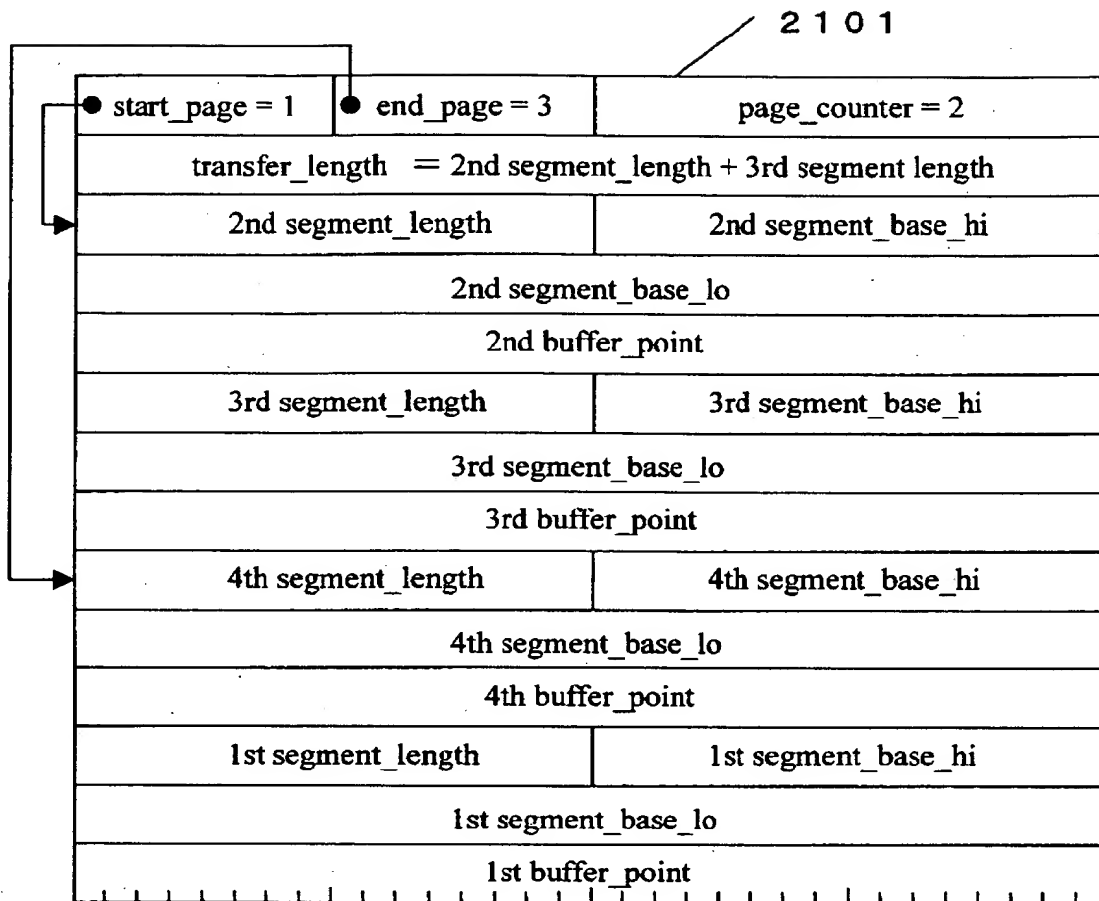 2101
start_page = 1 end_page = 3 page_counter = 2
transfer_length = 2nd segment_length + 3rd segment length
2nd segment_length 2nd segment_base_hi
2nd segment_base_lo
2nd buffer_point
3rd segment_length 3rd segment_base_hi
3rd segment_base_lo
3rd buffer_point
4th segment_length 4th segment_base_hi
4th segment_base_lo
4th buffer_point
1st segment_length 1st segment_base_hi
1st segment_base_lo
1st buffer_point